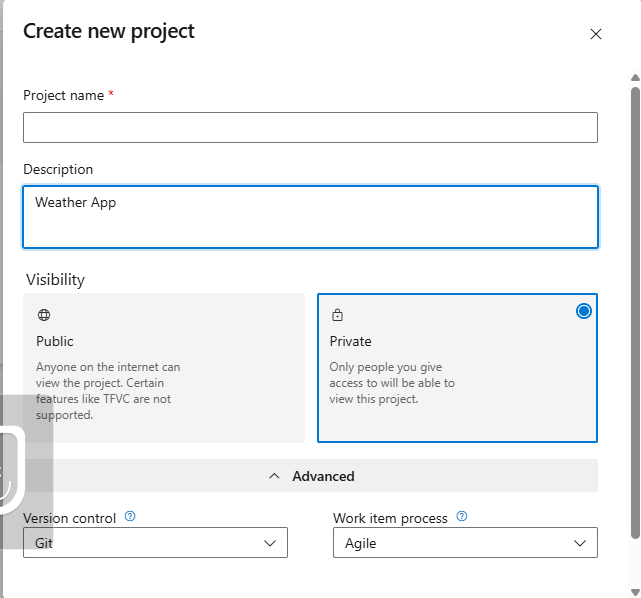 Create new project
Project name *
Description
Weather App
Visibility
Public
Anyone on the internet can
view the project. Certain
features like TFVC are not
supported.
Private
Only people you give
access to will be able to
view this project.
Advanced
Version control
Git
Work item process
Agile